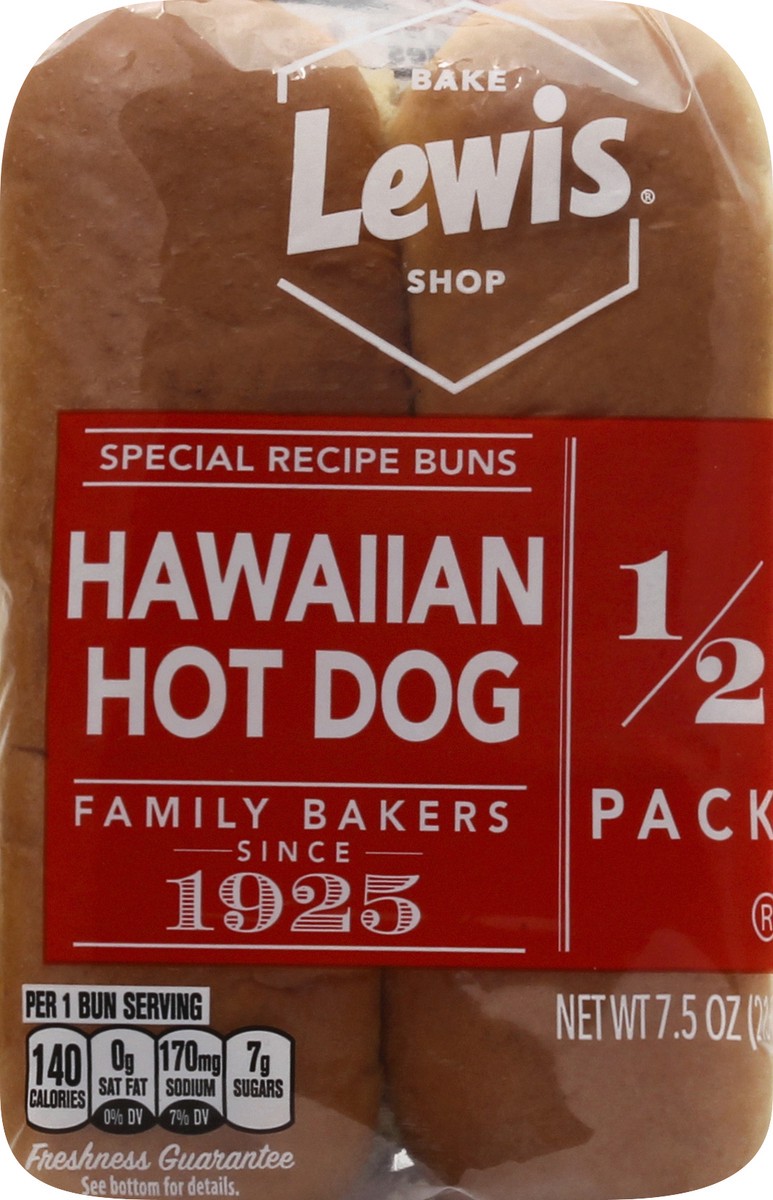 BAKE
Lewis®
SHOP
SPECIAL RECIPE BUNS
HAWAIIAN
HOT DOG
FAMILY BAKERS
SINCE
1925
1/2
PACK
®
NET WT 7.5 OZ
PER 1 BUN SERVING
140
CALORIES
0g
SAT FAT
0% DV
170mg
SODIUM
7% DV
7g
SUGARS
Freshness Guarantee
See bottom for details.